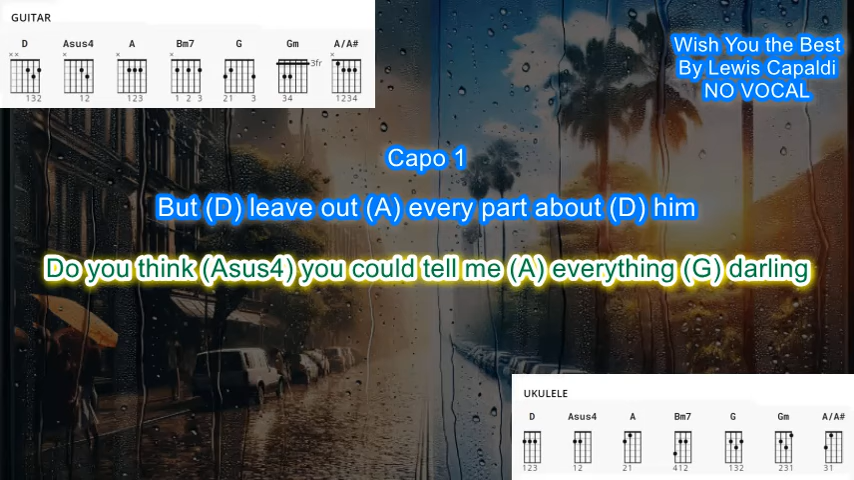 GUITAR
D Asus4 A Bm7 G Gm A/A#
×× × × × 3fr ×
132 12 123 1 2 3 21 3 34 1234
Wish You the Best
By Lewis Capaldi
NO VOCAL
Capo 1
But (D) leave out (A) every part about (D) him
Do you think (Asus4) you could tell me (A) everything (G) darling
UKULELE
D Asus4 A Bm7 G Gm A/A#
123 12 21 412 132 231 31